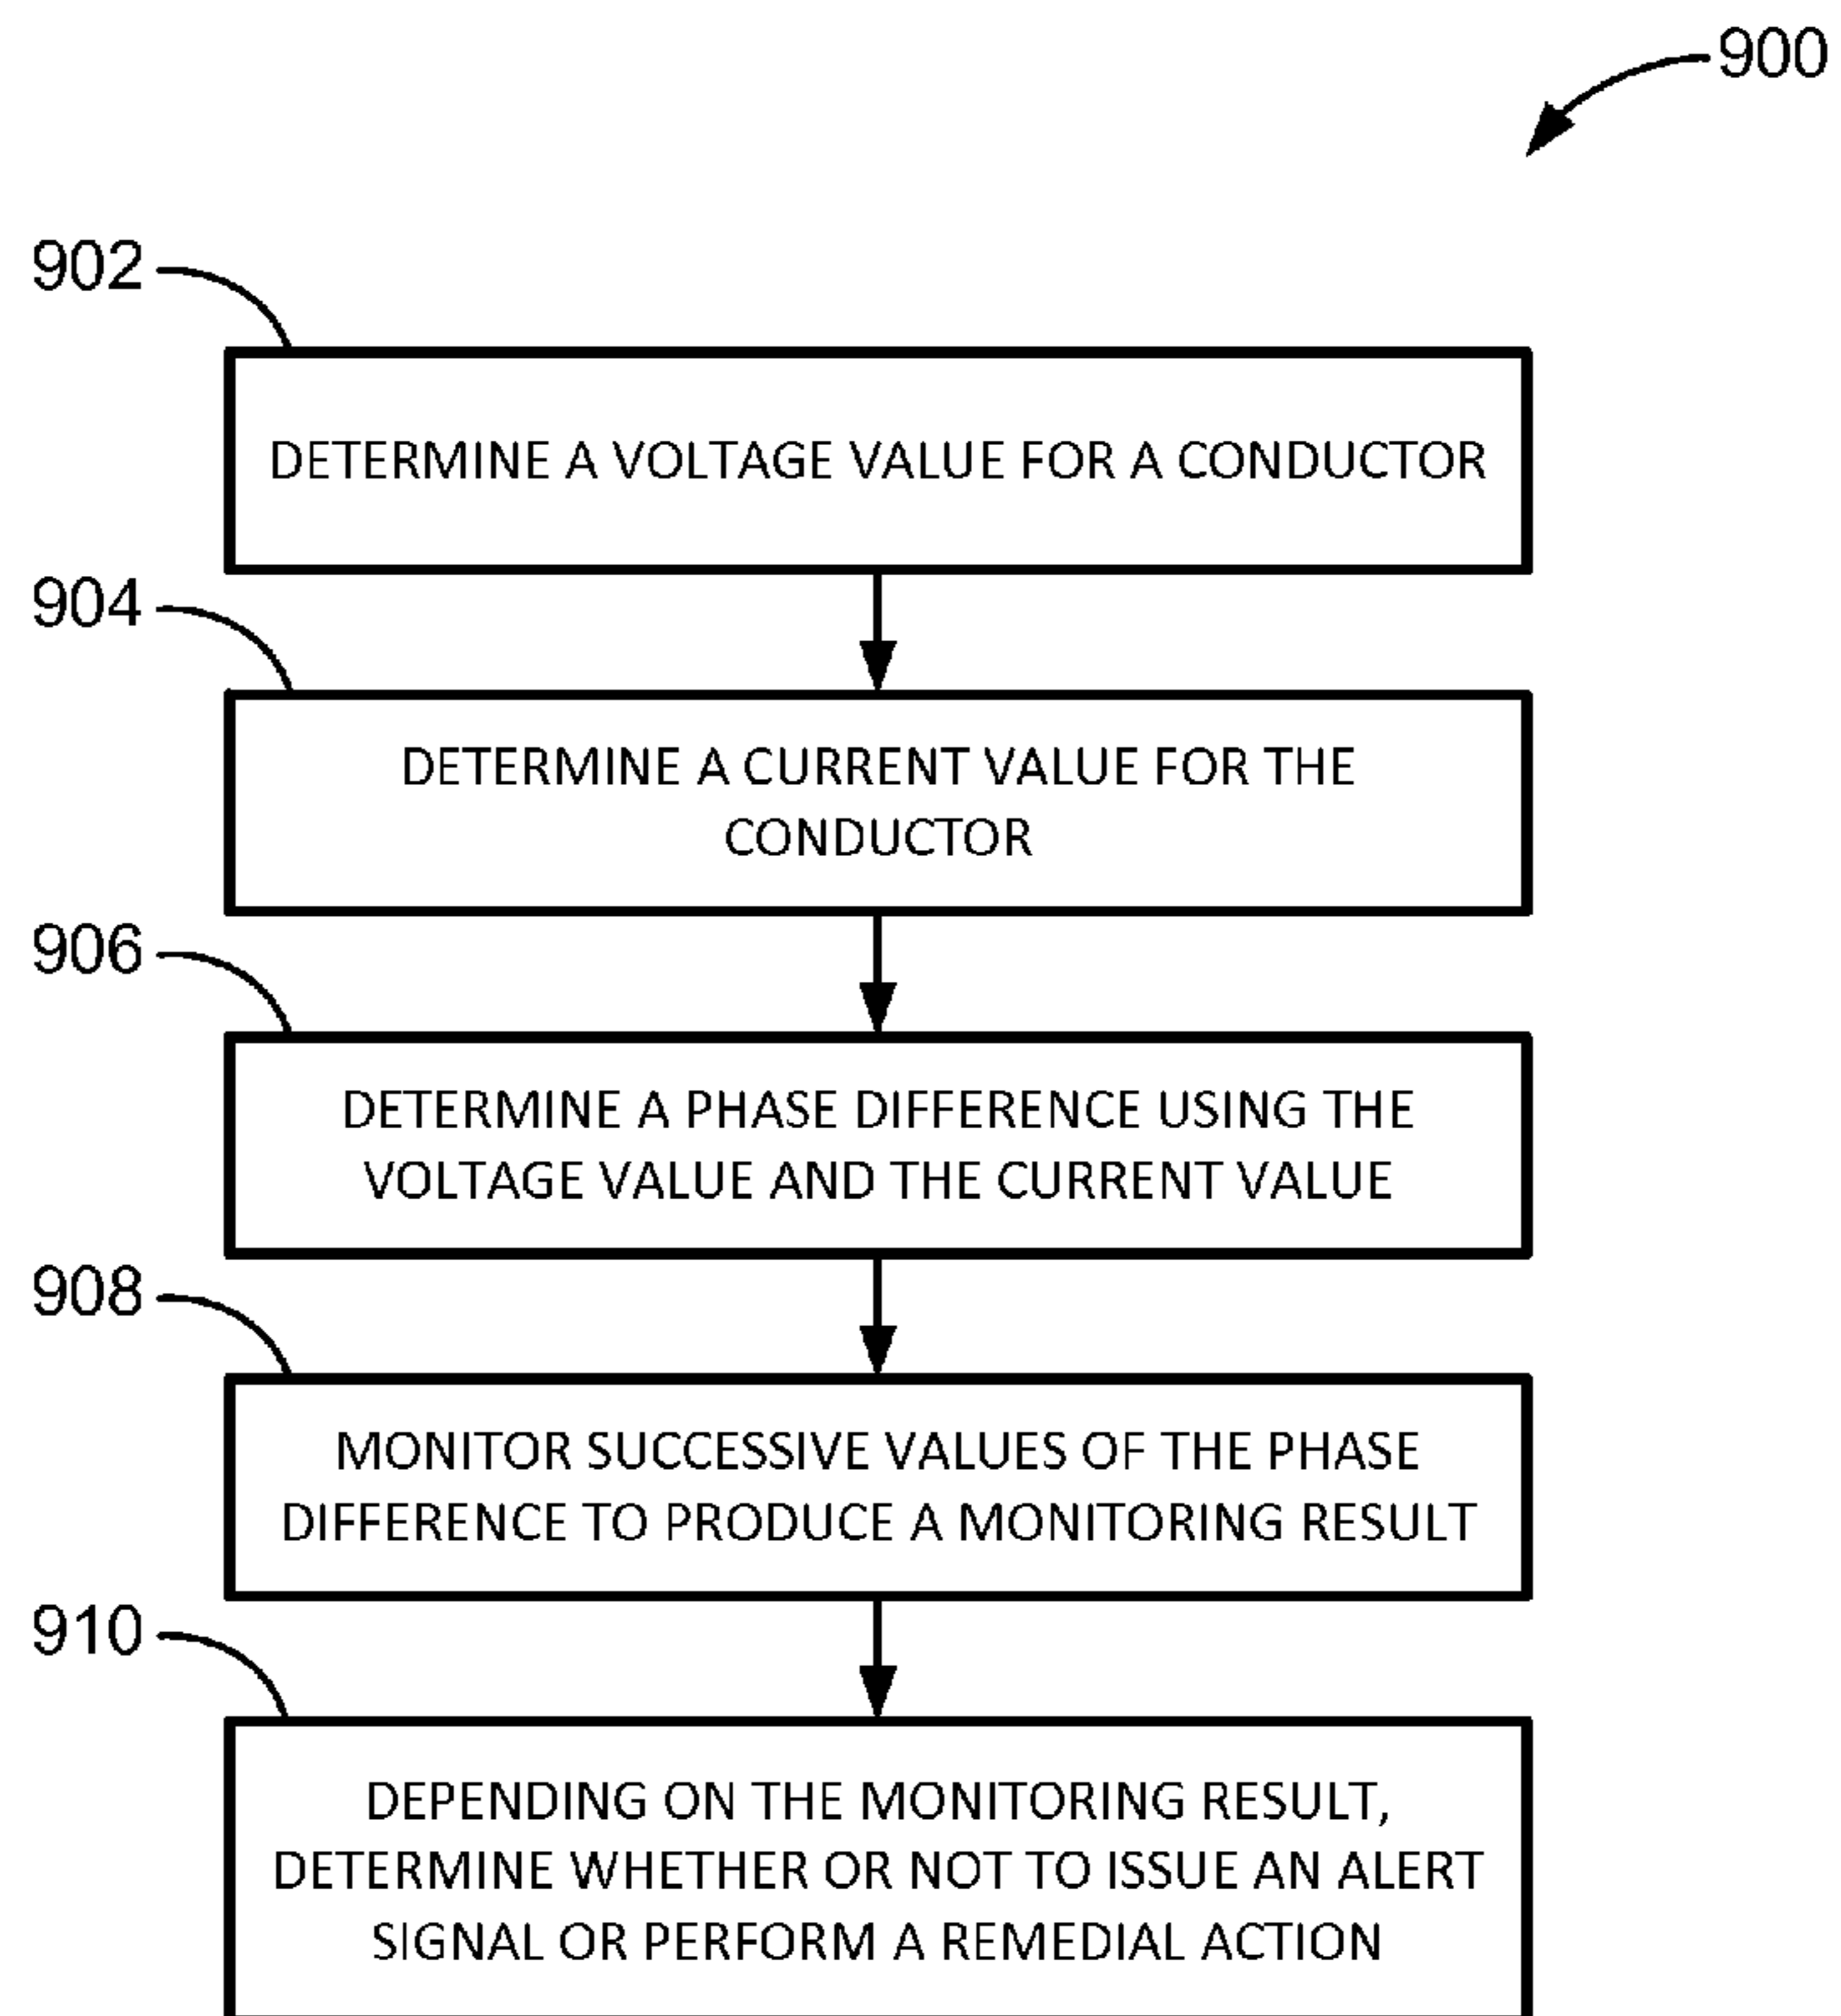 900
902
DETERMINE A VOLTAGE VALUE FOR A CONDUCTOR
904
DETERMINE A CURRENT VALUE FOR THE
CONDUCTOR
906
DETERMINE A PHASE DIFFERENCE USING THE
VOLTAGE VALUE AND THE CURRENT VALUE
908
MONITOR SUCCESSIVE VALUES OF THE PHASE
DIFFERENCE TO PRODUCE A MONITORING RESULT
910
DEPENDING ON THE MONITORING RESULT,
DETERMINE WHETHER OR NOT TO ISSUE AN ALERT
SIGNAL OR PERFORM A REMEDIAL ACTION